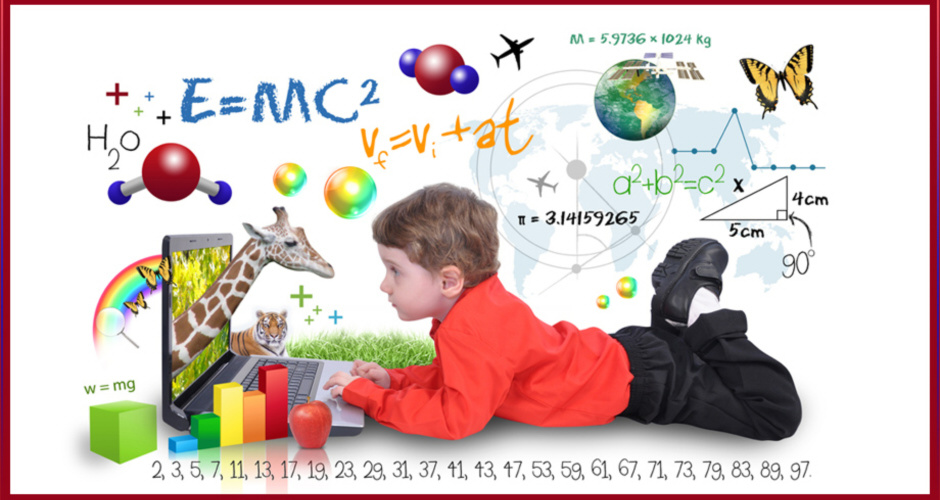 M = 5.9736 x 1024 kg
E=MC²
H₂O
v_f = v_i + at
a²+b²=c²
x
4cm
π = 3.14159265
5cm
90°
w = mg
2, 3, 5, 7, 11, 13, 17, 19, 23, 29, 31, 37, 41, 43, 47, 53, 59, 61, 67, 71, 73, 79, 83, 89, 97.